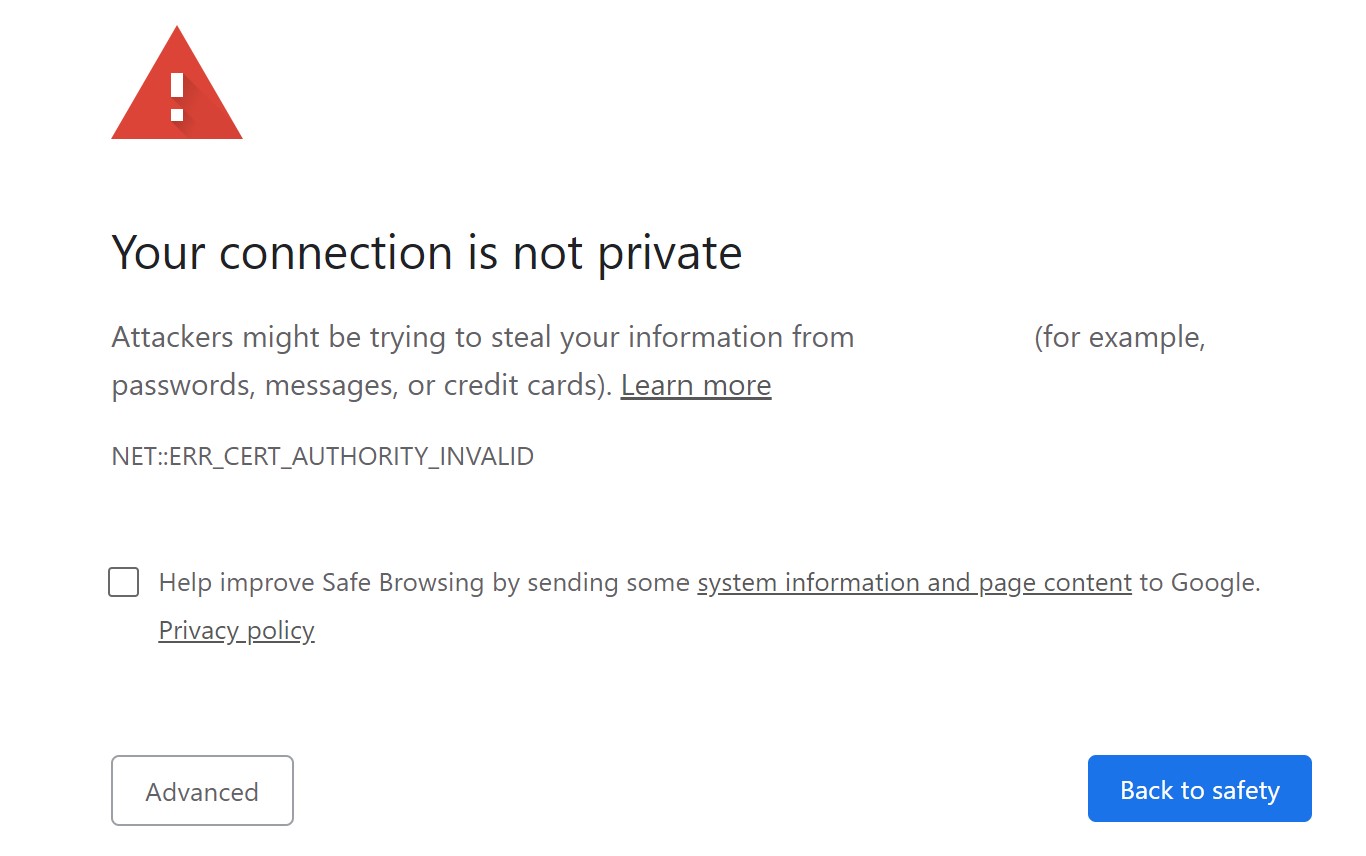 Your connection is not private
Attackers might be trying to steal your information from (for example,
passwords, messages, or credit cards). Learn more
NET::ERR_CERT_AUTHORITY_INVALID
Help improve Safe Browsing by sending some system information and page content to Google.
Privacy policy
Advanced
Back to safety